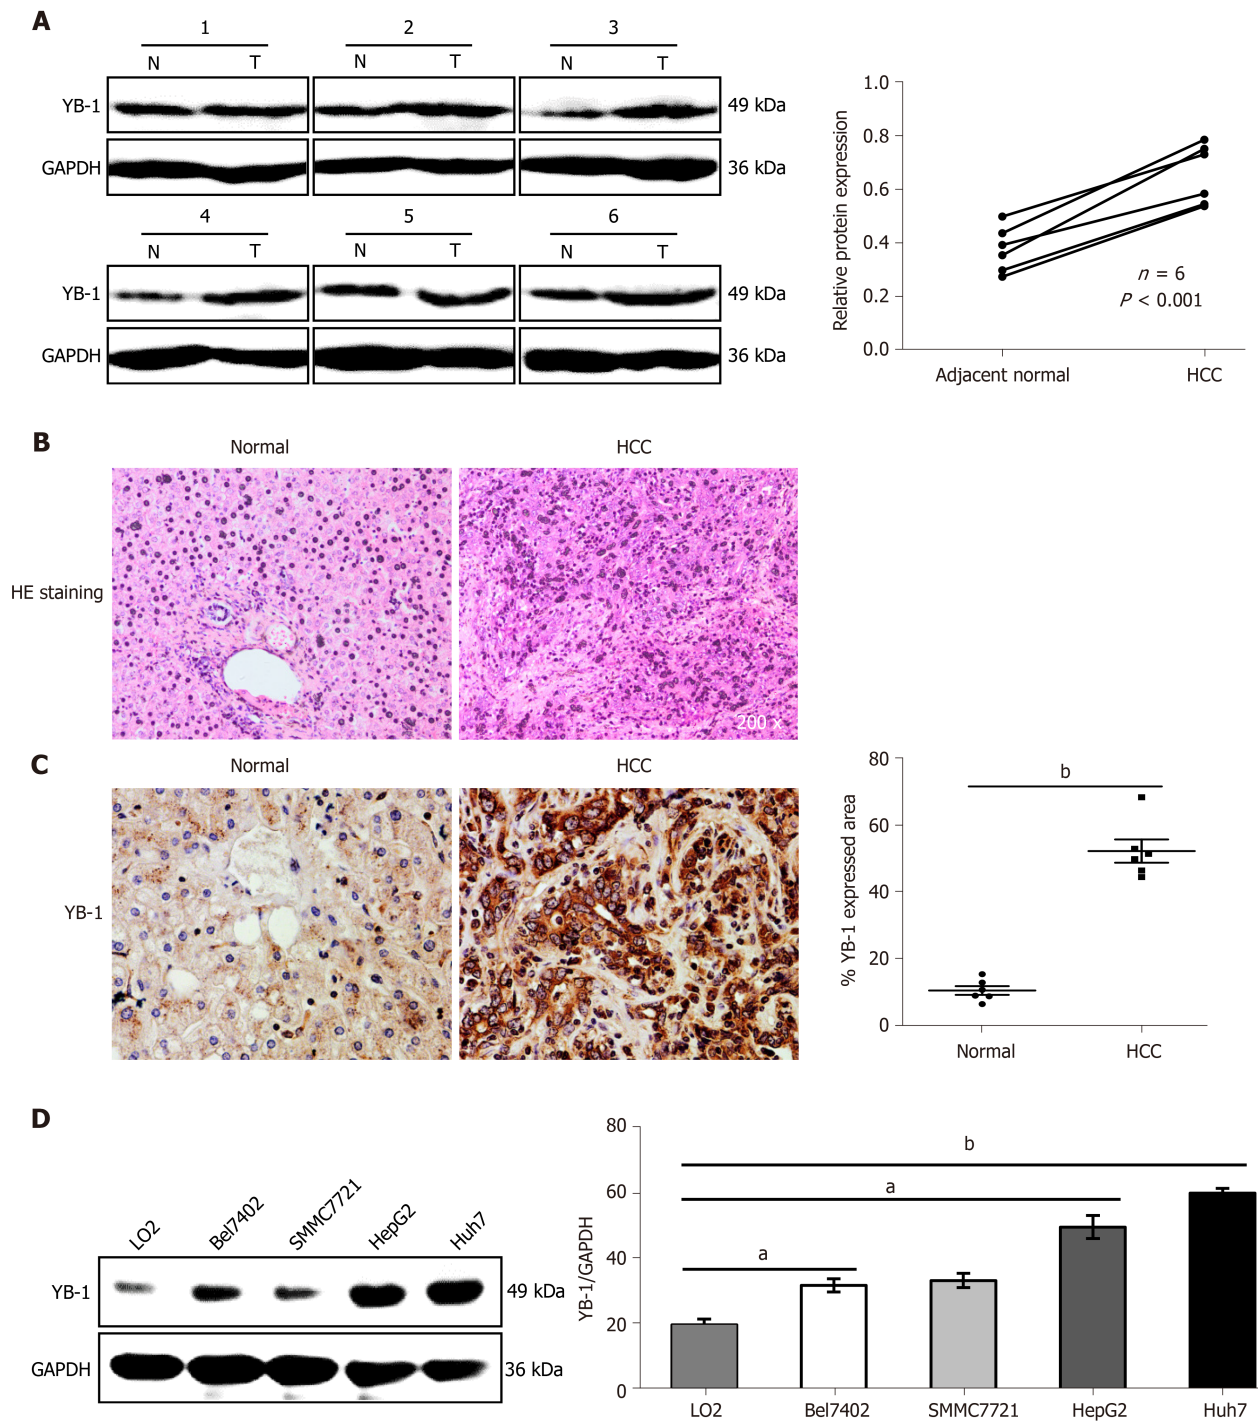 A
1 2 3
N T N T N T
YB-1 49 kDa
GAPDH 36 kDa
4 5 6
N T N T N T
YB-1 49 kDa
GAPDH 36 kDa
Relative protein expression
1.0
0.8
0.6
0.4
0.2
0.0
n = 6
P < 0.001
Adjacent normal HCC
B
Normal HCC
HE staining
200 x
C
Normal HCC
YB-1
% YB-1 expressed area
80
60
40
20
0
b
Normal HCC
D
LO2 Bel7402 SMMC7721 HepG2 Huh7
YB-1 49 kDa
GAPDH 36 kDa
YB-1/GAPDH
80
60
40
20
0
b
a
a
LO2 Bel7402 SMMC7721 HepG2 Huh7